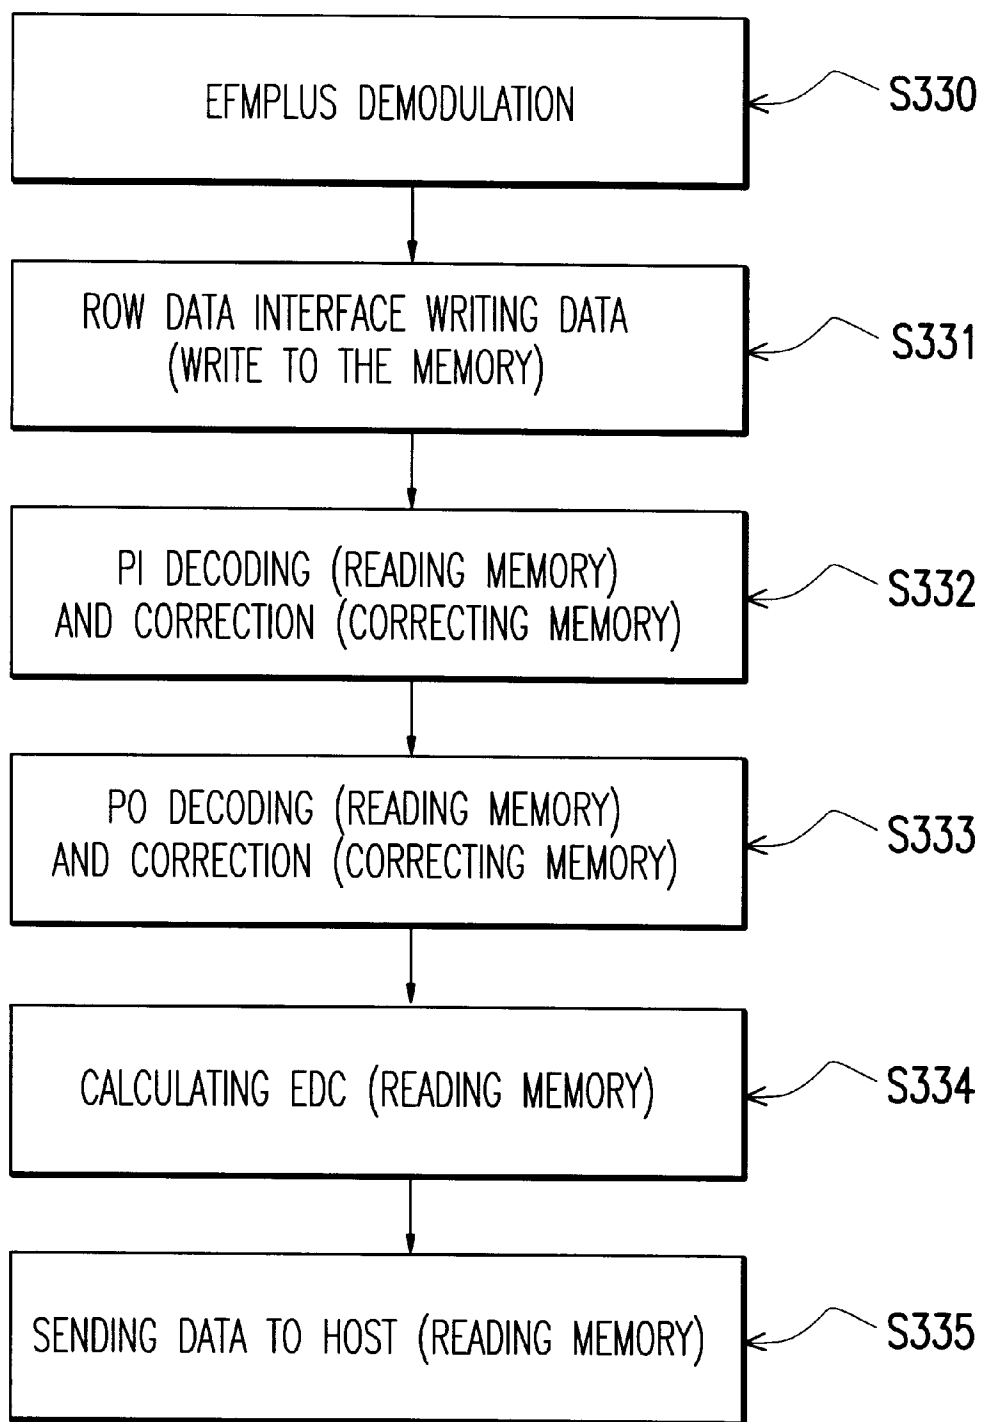 EFMPLUS DEMODULATION
S330
ROW DATA INTERFACE WRITING DATA
(WRITE TO THE MEMORY)
S331
PI DECODING (READING MEMORY)
AND CORRECTION (CORRECTING MEMORY)
S332
PO DECODING (READING MEMORY)
AND CORRECTION (CORRECTING MEMORY)
S333
CALCULATING EDC (READING MEMORY)
S334
SENDING DATA TO HOST (READING MEMORY)
S335